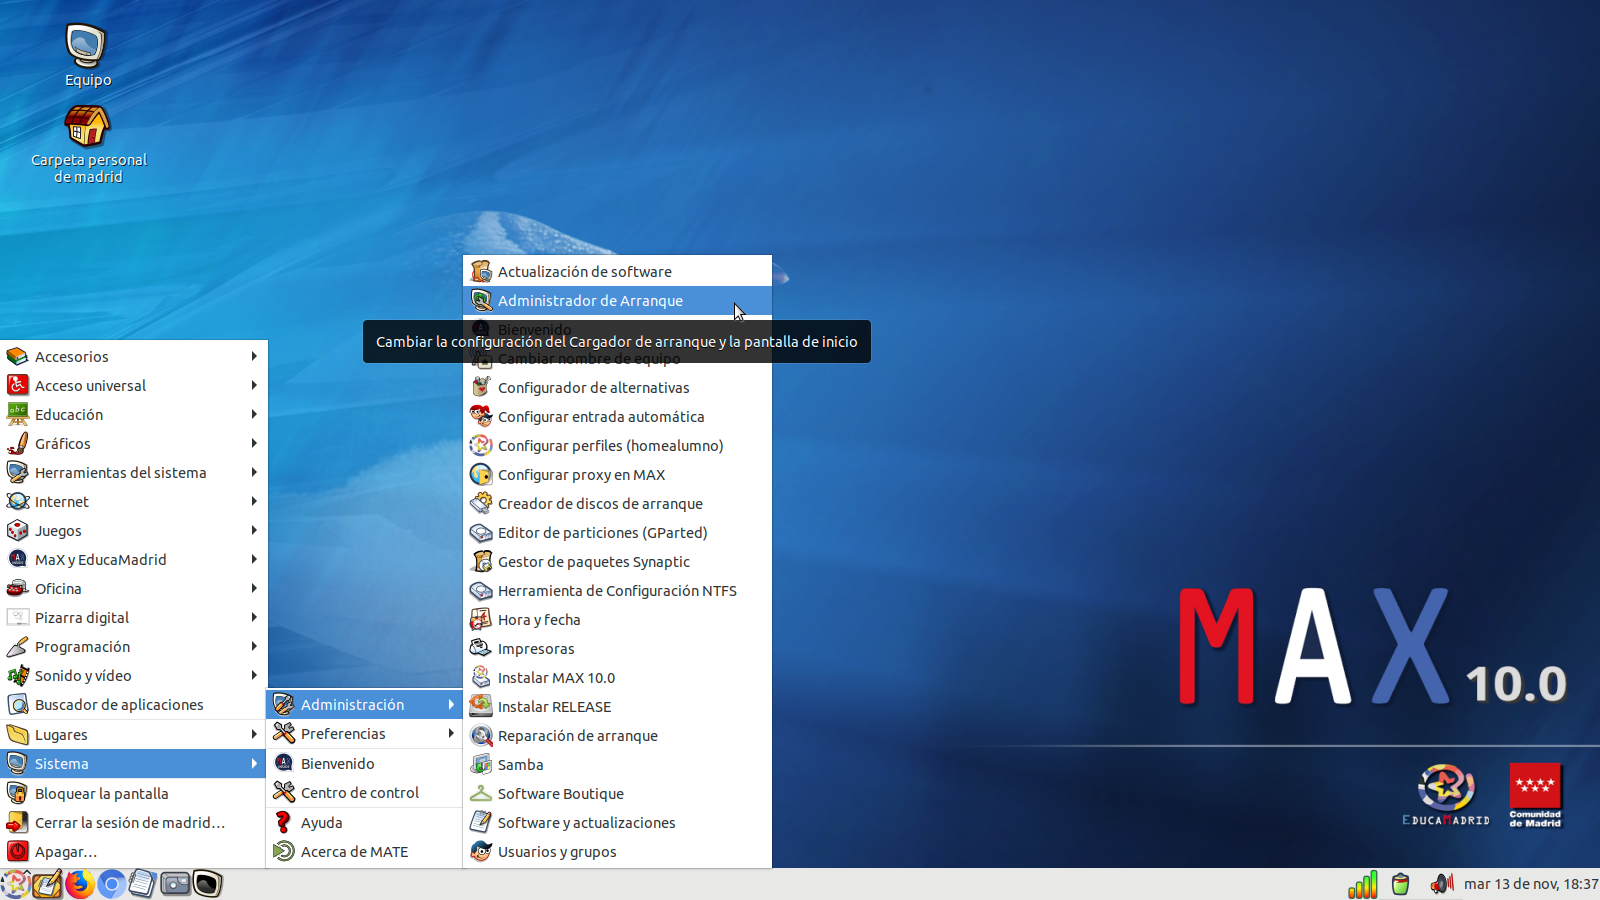 Equipo
Carpeta personal
de madrid
Accesorios
Acceso universal
Educación
Gráficos
Herramientas del sistema
Internet
Juegos
MaX y EducaMadrid
Oficina
Pizarra digital
Programación
Sonido y vídeo
Buscador de aplicaciones
Lugares
Sistema
Bloquear la pantalla
Cerrar la sesión de madrid...
Apagar...
Administración
Preferencias
Bienvenido
Centro de control
Ayuda
Acerca de MATE
Actualización de software
Administrador de Arranque
Bienvenido
Cambiar la configuración del Cargador de arranque y la pantalla de inicio
Cambiar nombre de equipo
Configurador de alternativas
Configurar entrada automática
Configurar perfiles (homealumno)
Configurar proxy en MAX
Creador de discos de arranque
Editor de particiones (GParted)
Gestor de paquetes Synaptic
Herramienta de Configuración NTFS
Hora y fecha
Impresoras
Instalar MAX 10.0
Instalar RELEASE
Reparación de arranque
Samba
Software Boutique
Software y actualizaciones
Usuarios y grupos
MAX 10.0
EDUCAMADRID
Comunidad
de Madrid
mar 13 de nov, 18:37